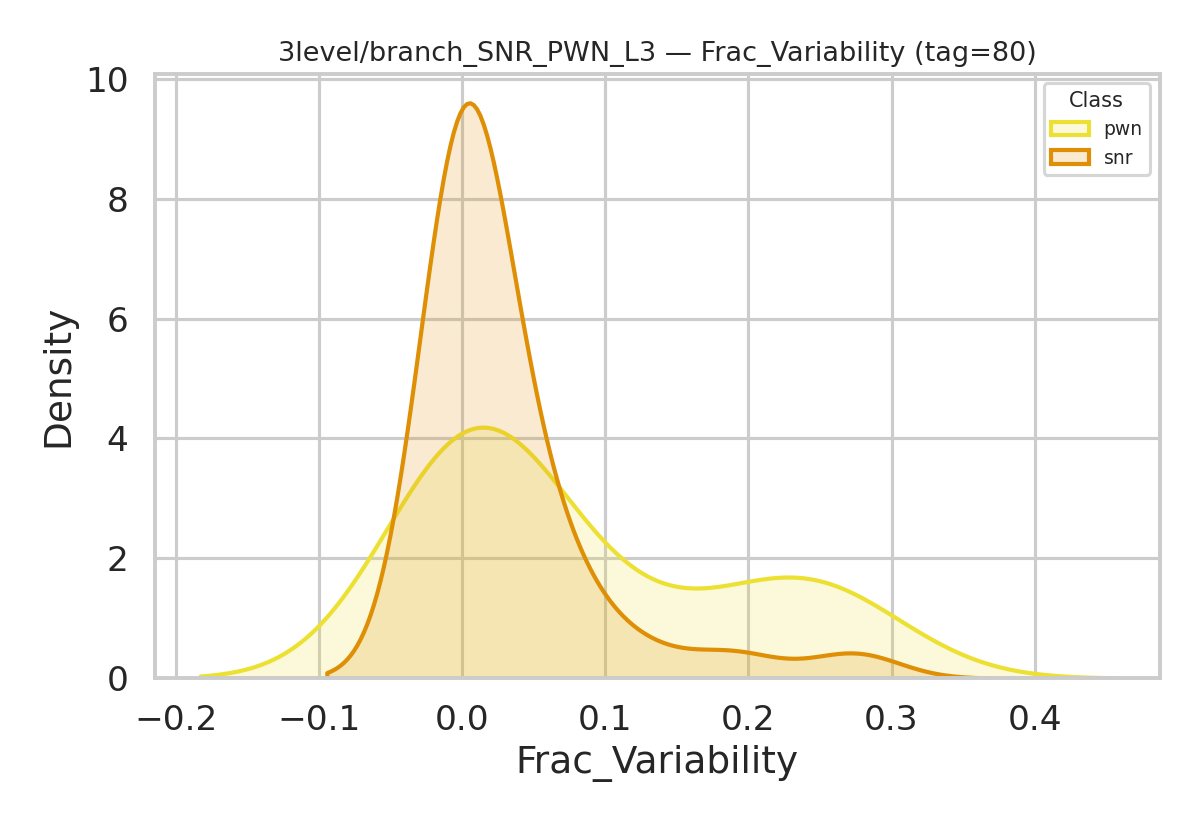 3level/branch_SNR_PWN_L3 — Frac_Variability (tag=80)
Class
pwn
snr
Density
10
8
6
4
2
0
−0.2
−0.1
0.0
0.1
0.2
0.3
0.4
Frac_Variability